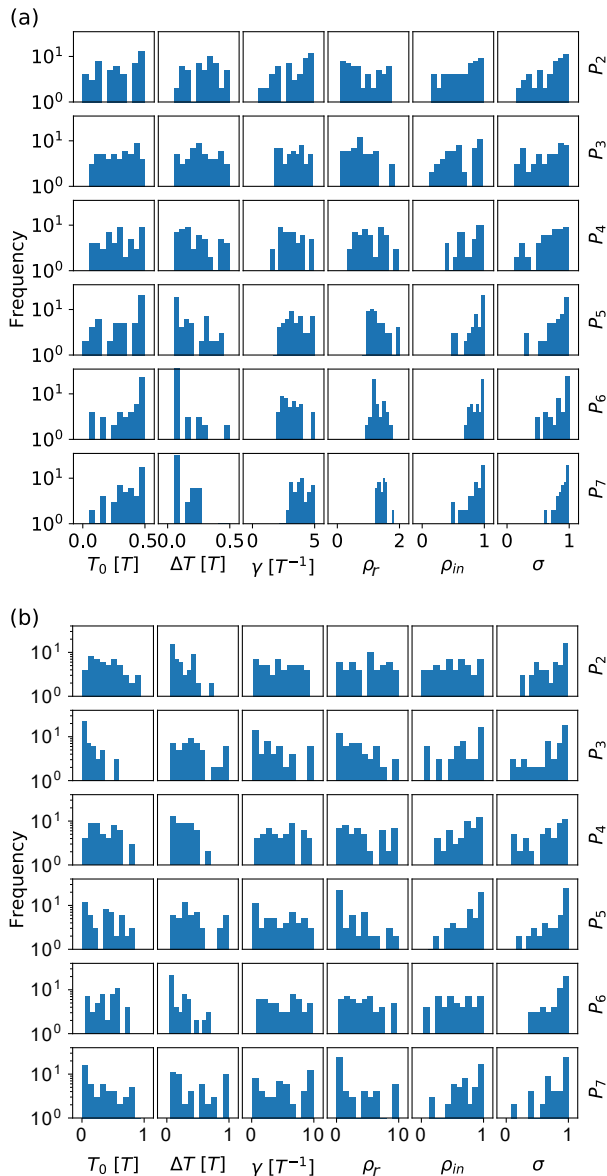 (a)
10¹
10⁰
P₂
10¹
10⁰
P₃
10¹
10⁰
P₄
Frequency
10¹
10⁰
P₅
10¹
10⁰
P₆
10¹
10⁰
P₇
0.0 0.5 0.0 0.5 0 5 0 2 0 1 0 1
T₀ [T] ΔT [T] γ [T⁻¹] ρᵣ ρᵢₙ σ
(b)
10¹
10⁰
P₂
10¹
10⁰
P₃
10¹
10⁰
P₄
Frequency
10¹
10⁰
P₅
10¹
10⁰
P₆
10¹
10⁰
P₇
0 1 0 1 0 10 0 10 0 1 0 1
T₀ [T] ΔT [T] γ [T⁻¹] ρᵣ ρᵢₙ σ